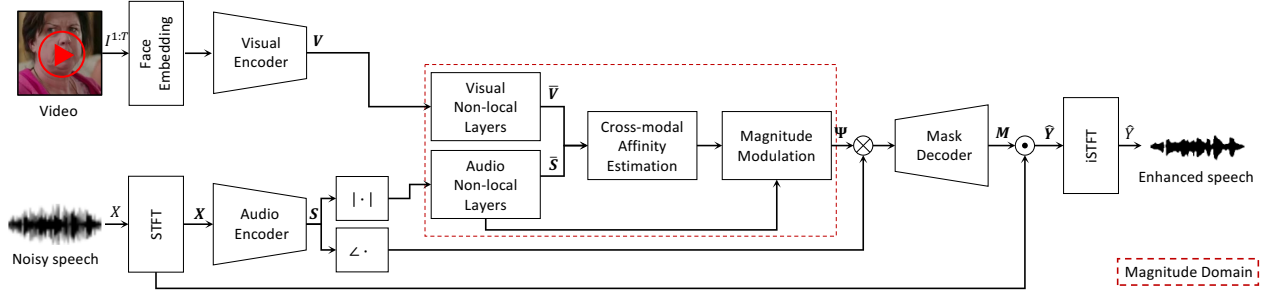 Video
I^{1:T}
Face
Embedding
Visual
Encoder
V
Visual
Non-local
Layers
V̅
Audio
Non-local
Layers
S̅
Cross-modal
Affinity
Estimation
Magnitude
Modulation
Ψ
⊗
Mask
Decoder
M
⊙
Ŷ
iSTFT
Ŷ
Enhanced speech
Noisy speech
X
STFT
X
Audio
Encoder
S
|·|
∠·
Magnitude Domain